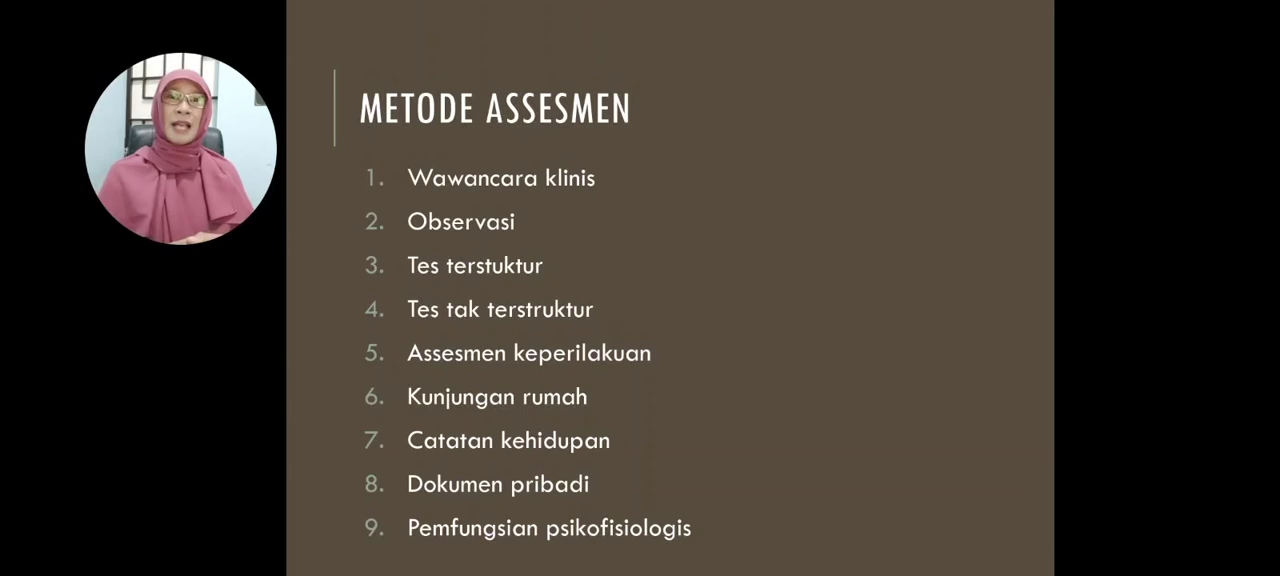 METODE ASSESMEN
1. Wawancara klinis
2. Observasi
3. Tes terstuktur
4. Tes tak terstruktur
5. Assesmen keperilakuan
6. Kunjungan rumah
7. Catatan kehidupan
8. Dokumen pribadi
9. Pemfungsian psikofisiologis